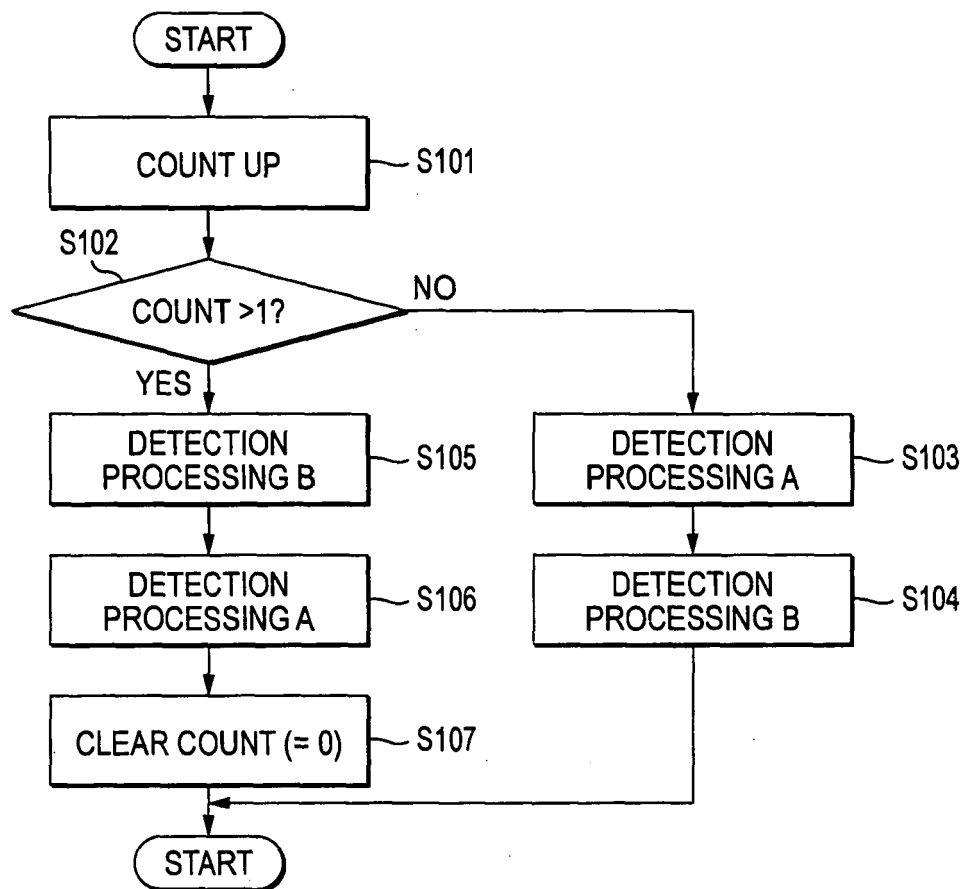 START
COUNT UP
S101
S102
COUNT >1?
NO
YES
DETECTION
PROCESSING B
S105
DETECTION
PROCESSING A
S103
DETECTION
PROCESSING A
S106
DETECTION
PROCESSING B
S104
CLEAR COUNT (= 0)
S107
START